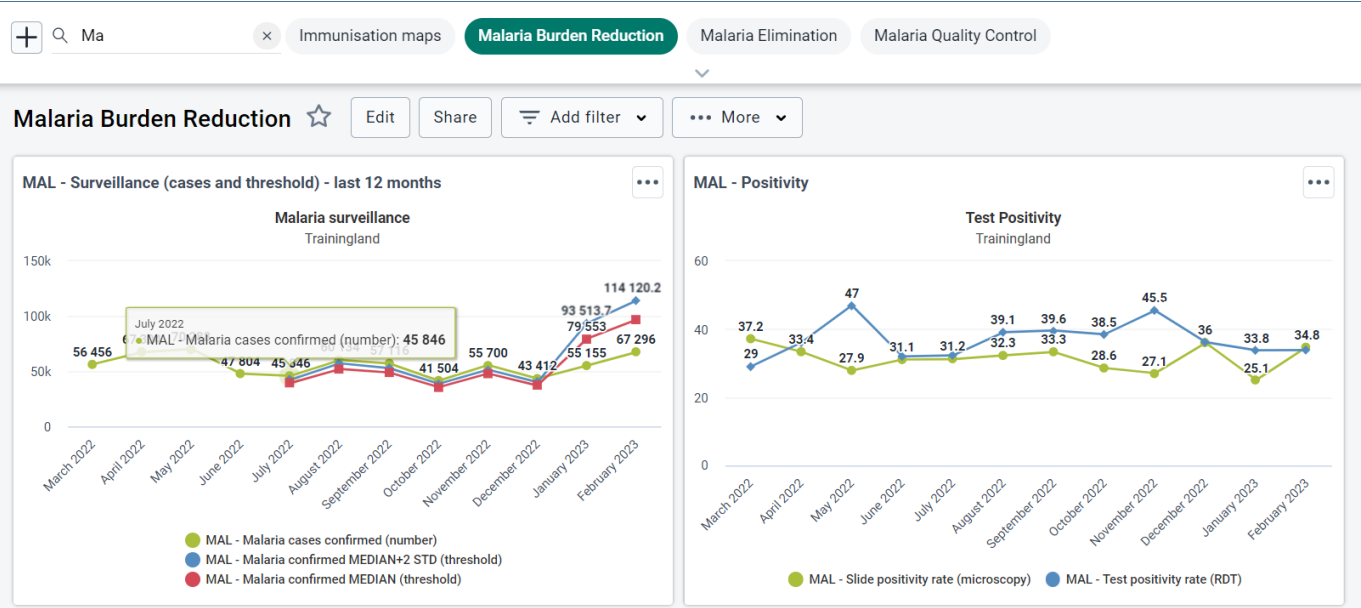 Ma
Immunisation maps
Malaria Burden Reduction
Malaria Elimination
Malaria Quality Control
Malaria Burden Reduction
Edit
Share
Add filter
More
MAL - Surveillance (cases and threshold) - last 12 months
Malaria surveillance
Trainingland
150k
100k
50k
0
56 456
47 804
45 846
57 116
41 504
55 700
43 412
93 513.7
79 553
55 155
114 120.2
67 296
July 2022
MAL - Malaria cases confirmed (number): 45 846
March 2022
April 2022
May 2022
June 2022
July 2022
August 2022
September 2022
October 2022
November 2022
December 2022
January 2023
February 2023
MAL - Malaria cases confirmed (number)
MAL - Malaria confirmed MEDIAN+2 STD (threshold)
MAL - Malaria confirmed MEDIAN (threshold)
MAL - Positivity
Test Positivity
Trainingland
60
40
20
0
37.2
29
33.4
47
27.9
31.1
31.2
39.1
32.3
39.6
33.3
38.5
28.6
45.5
27.1
36
33.8
25.1
34.8
March 2022
April 2022
May 2022
June 2022
July 2022
August 2022
September 2022
October 2022
November 2022
December 2022
January 2023
February 2023
MAL - Slide positivity rate (microscopy)
MAL - Test positivity rate (RDT)